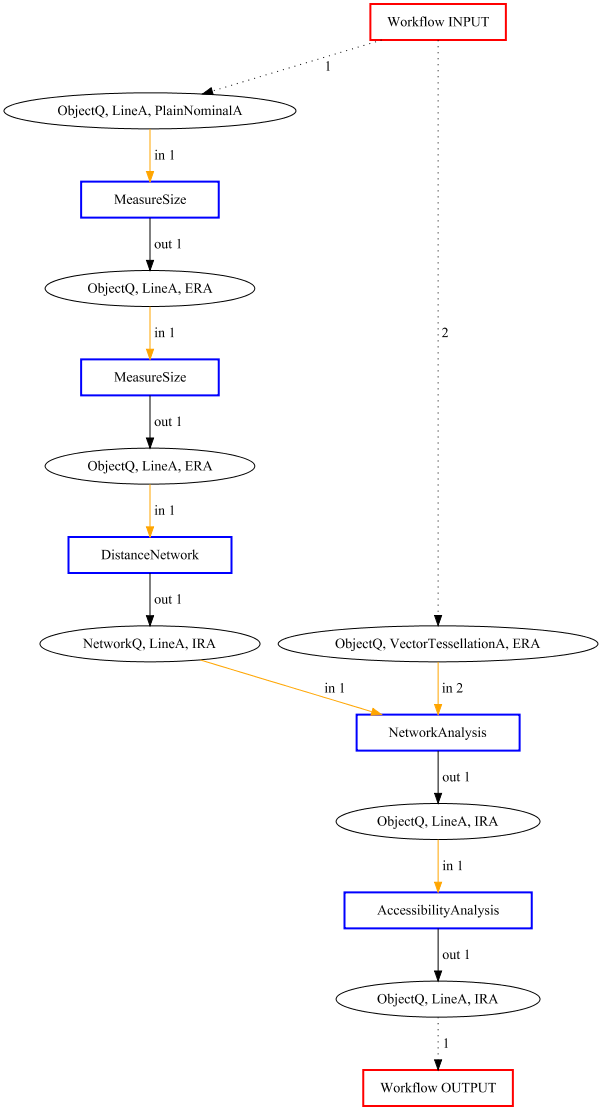 Workflow INPUT
1
ObjectQ, LineA, PlainNominalA
in 1
MeasureSize
out 1
ObjectQ, LineA, ERA
in 1
2
MeasureSize
out 1
ObjectQ, LineA, ERA
in 1
DistanceNetwork
out 1
NetworkQ, LineA, IRA
ObjectQ, VectorTessellationA, ERA
in 1
in 2
NetworkAnalysis
out 1
ObjectQ, LineA, IRA
in 1
AccessibilityAnalysis
out 1
ObjectQ, LineA, IRA
1
Workflow OUTPUT